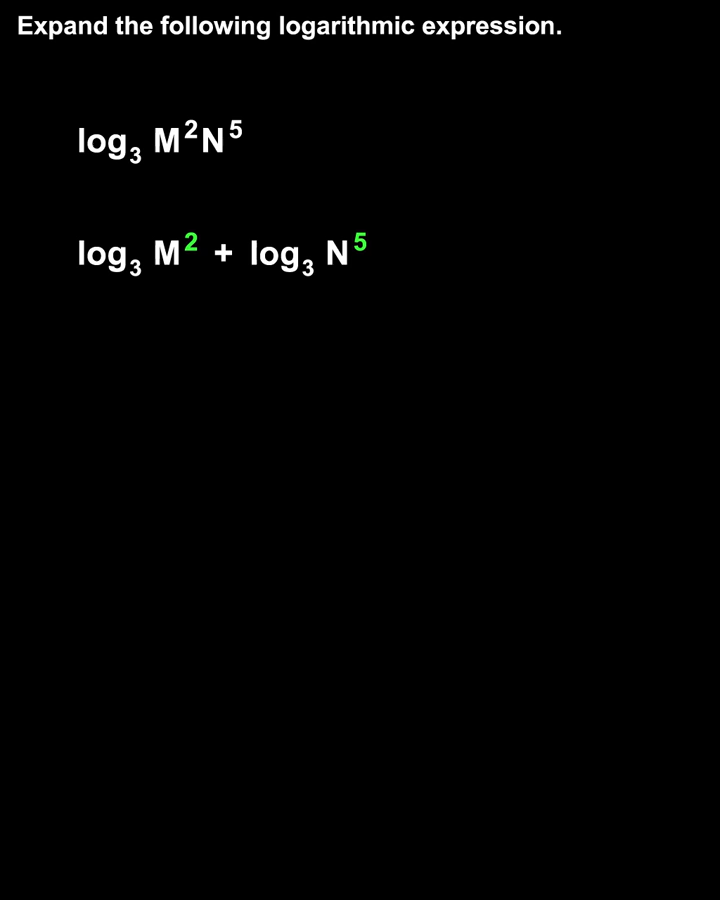 Expand the following logarithmic expression.
log₃ M²N⁵
log₃ M² + log₃ N⁵